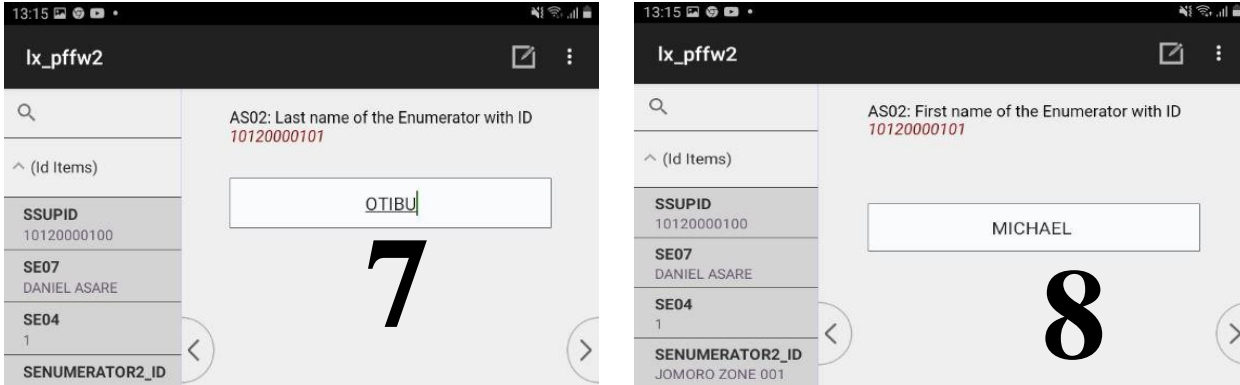 13:15
lx_pffw2
AS02: Last name of the Enumerator with ID
10120000101
(Id Items)
OTIBU
SSUPID
10120000100
SE07
DANIEL ASARE
SE04
1
SENUMERATOR2_ID
7
13:15
lx_pffw2
AS02: First name of the Enumerator with ID
10120000101
(Id Items)
SSUPID
10120000100
MICHAEL
SE07
DANIEL ASARE
SE04
1
SENUMERATOR2_ID
JOMORO ZONE 001
8